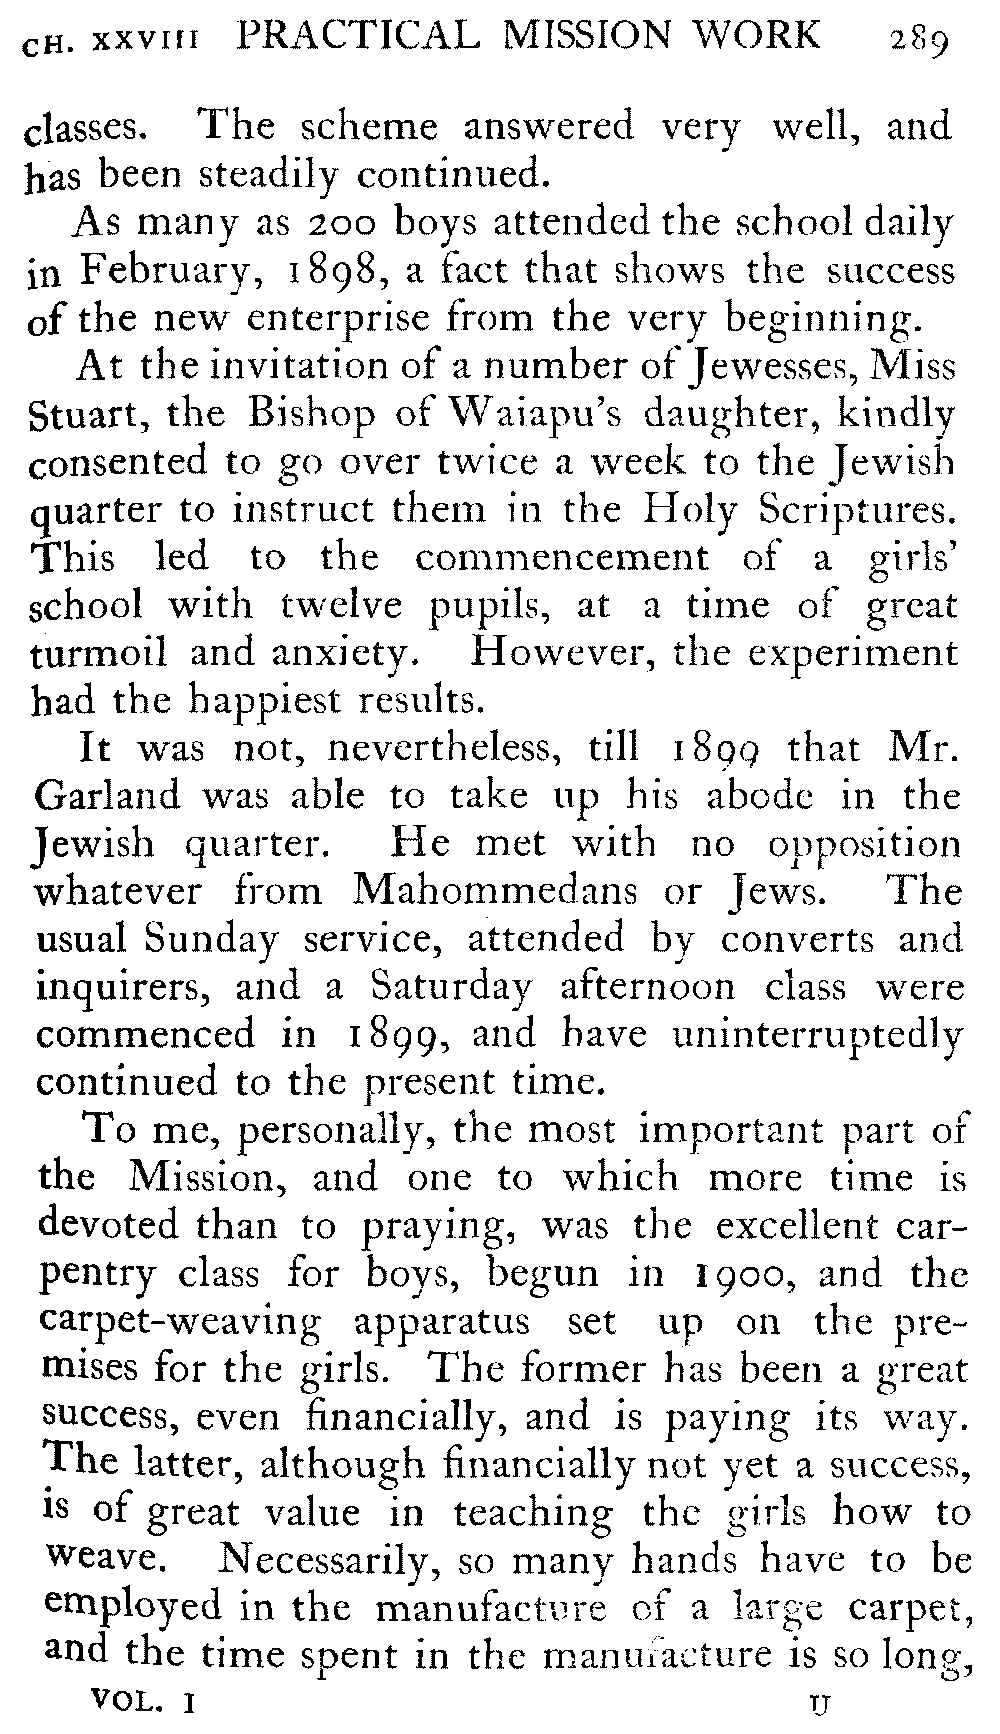 CH. XXVIII PRACTICAL MISSION WORK 289
classes. The scheme answered very well, and
has been steadily continued.
As many as 200 boys attended the school daily
in February, 1898, a fact that shows the success
of the new enterprise from the very beginning.
At the invitation of a number of Jewesses, Miss
Stuart, the Bishop of Waiapu's daughter, kindly
consented to go over twice a week to the Jewish
quarter to instruct them in the Holy Scriptures.
This led to the commencement of a girls'
school with twelve pupils, at a time of great
turmoil and anxiety. However, the experiment
had the happiest results.
It was not, nevertheless, till 1899 that Mr.
Garland was able to take up his abode in the
Jewish quarter. He met with no opposition
whatever from Mahommedans or Jews. The
usual Sunday service, attended by converts and
inquirers, and a Saturday afternoon class were
commenced in 1899, and have uninterruptedly
continued to the present time.
To me, personally, the most important part of
the Mission, and one to which more time is
devoted than to praying, was the excellent car-
pentry class for boys, begun in 1900, and the
carpet-weaving apparatus set up on the pre-
mises for the girls. The former has been a great
success, even financially, and is paying its way.
The latter, although financially not yet a success,
is of great value in teaching the girls how to
weave. Necessarily, so many hands have to be
employed in the manufacture of a large carpet,
and the time spent in the manufacture is so long,
VOL. I U